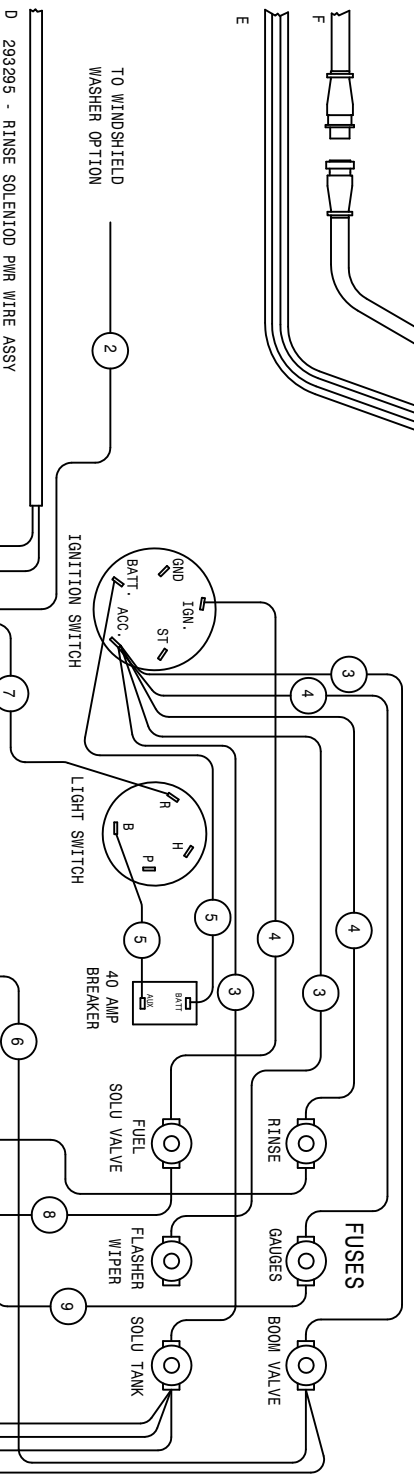 F
E
TO WINDSHIELD
WASHER OPTION
D 293295 - RINSE SOLENIOD PWR WIRE ASSY
2
IGN.
GND
ST
BATT.
ACC.
IGNITION SWITCH
3
4
4
3
4
5
3
7
R
H
B
P
LIGHT SWITCH
5
BATT
AUX
40 AMP
BREAKER
6
FUSES
RINSE
GAUGES
BOOM VALVE
FUEL
SOLU VALVE
FLASHER
WIPER
SOLU TANK
8
9